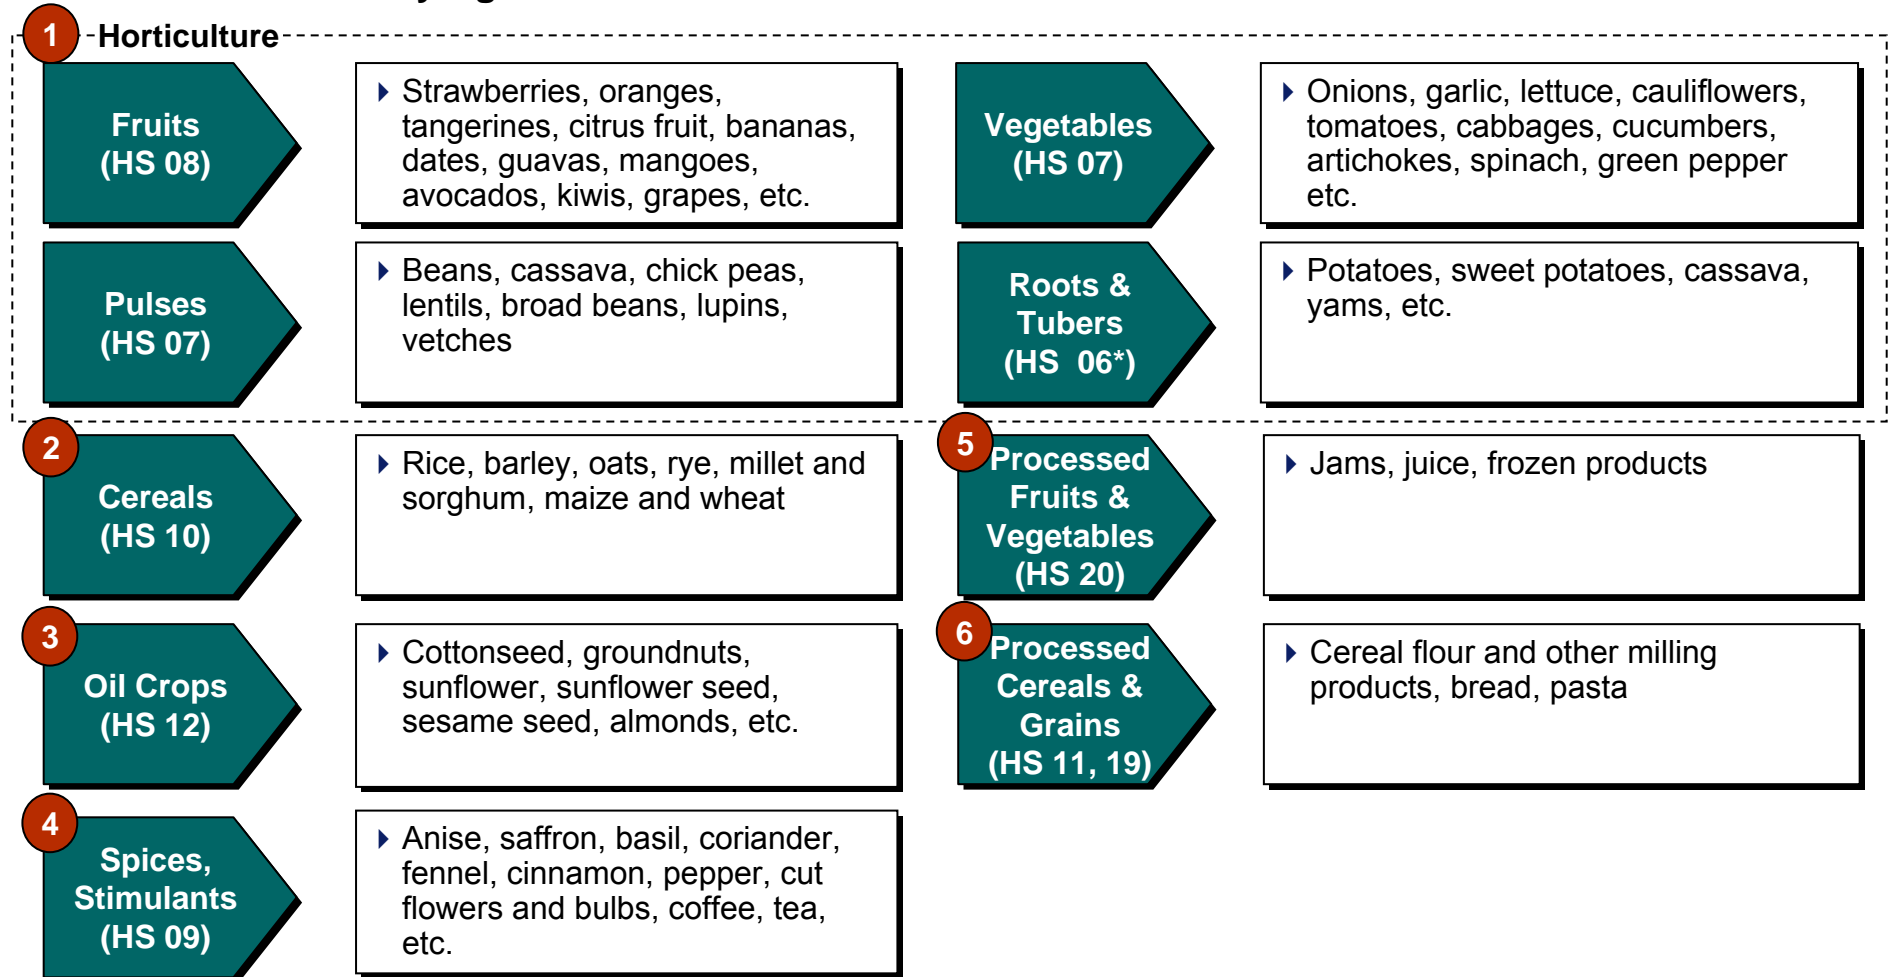 1 Horticulture
Fruits
(HS 08)
Strawberries, oranges,
tangerines, citrus fruit, bananas,
dates, guavas, mangoes,
avocados, kiwis, grapes, etc.
Vegetables
(HS 07)
Onions, garlic, lettuce, cauliflowers,
tomatoes, cabbages, cucumbers,
artichokes, spinach, green pepper
etc.
Pulses
(HS 07)
Beans, cassava, chick peas,
lentils, broad beans, lupins,
vetches
Roots &
Tubers
(HS 06*)
Potatoes, sweet potatoes, cassava,
yams, etc.
2
Cereals
(HS 10)
Rice, barley, oats, rye, millet and
sorghum, maize and wheat
5
Processed
Fruits &
Vegetables
(HS 20)
Jams, juice, frozen products
3
Oil Crops
(HS 12)
Cottonseed, groundnuts,
sunflower, sunflower seed,
sesame seed, almonds, etc.
6
Processed
Cereals &
Grains
(HS 11, 19)
Cereal flour and other milling
products, bread, pasta
4
Spices,
Stimulants
(HS 09)
Anise, saffron, basil, coriander,
fennel, cinnamon, pepper, cut
flowers and bulbs, coffee, tea,
etc.